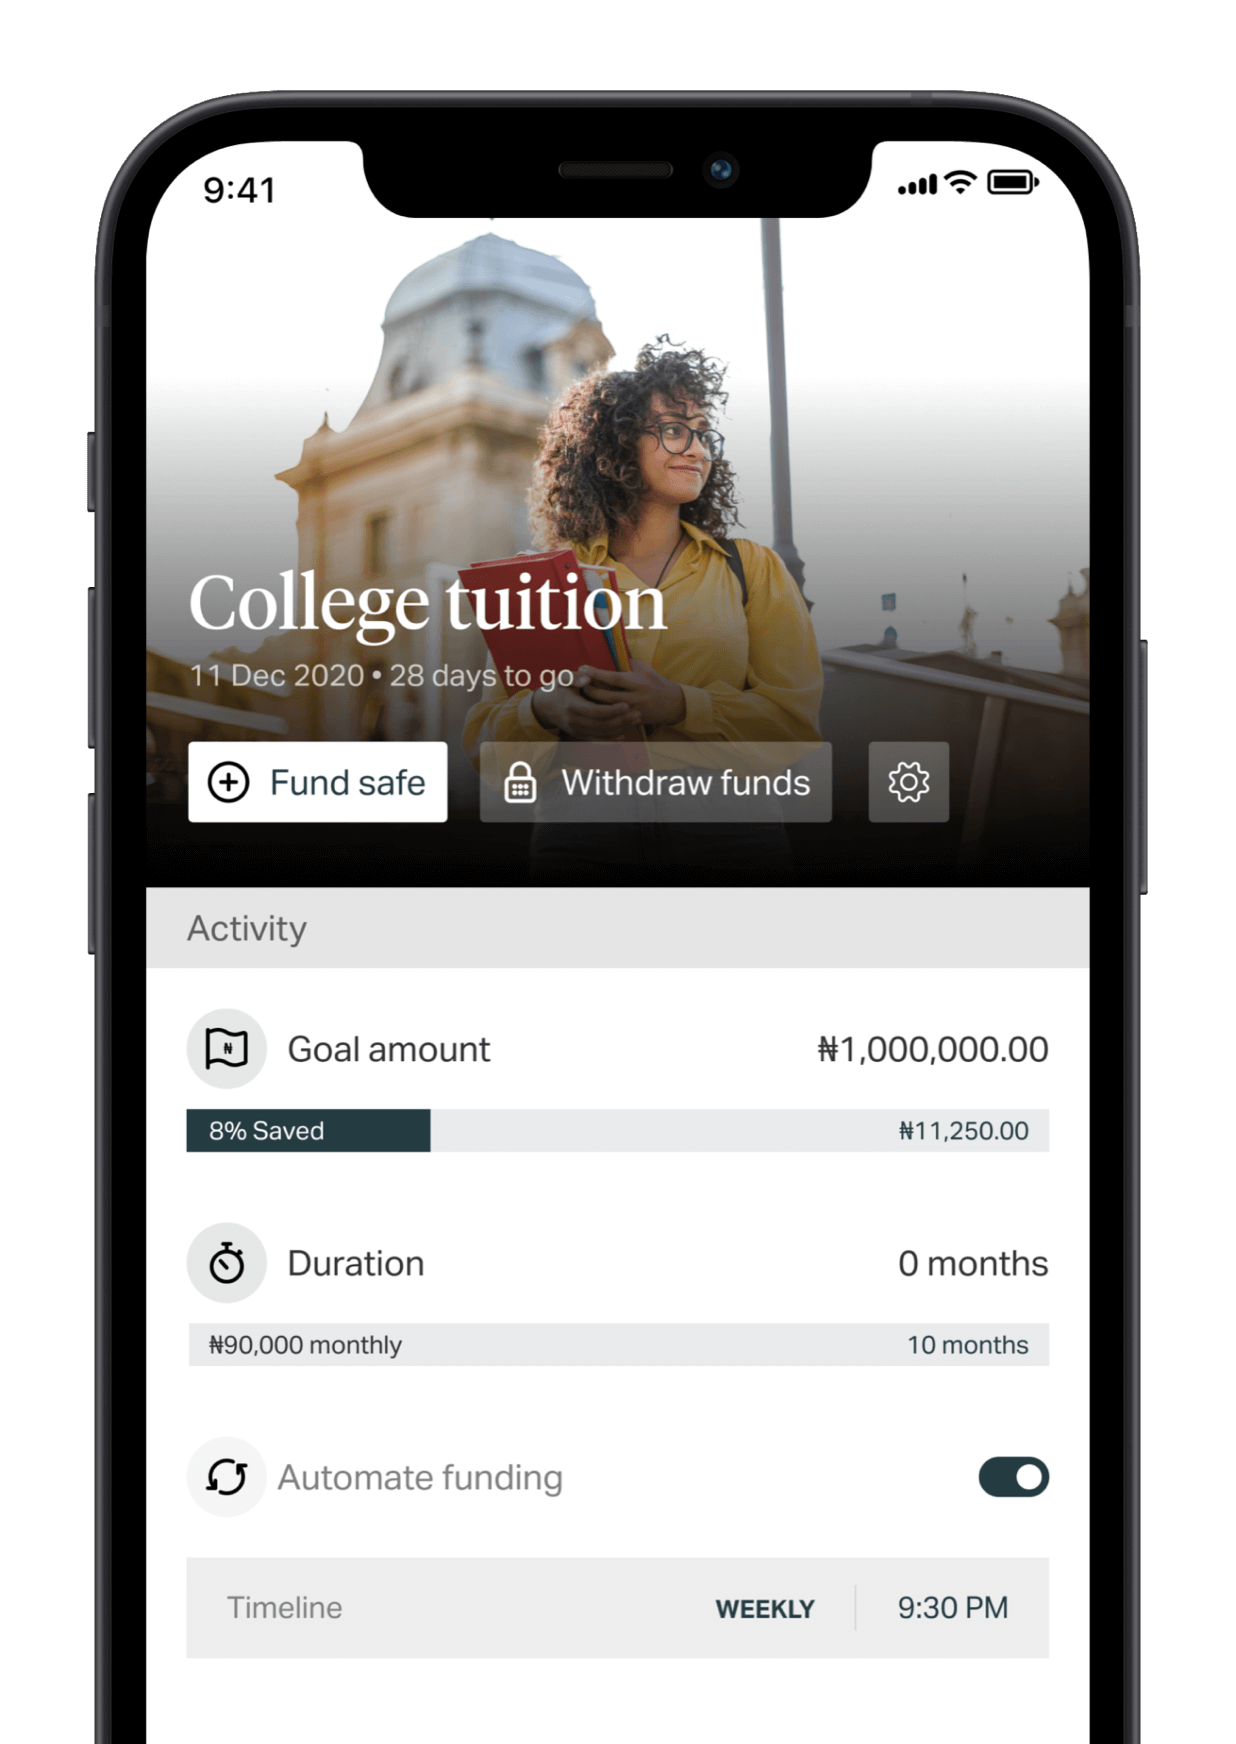 9:41
College tuition
11 Dec 2020 • 28 days to go
Fund safe
Withdraw funds
Activity
₦
Goal amount
₦1,000,000.00
8% Saved
₦11,250.00
Duration
0 months
₦90,000 monthly
10 months
Automate funding
Timeline
WEEKLY
9:30 PM